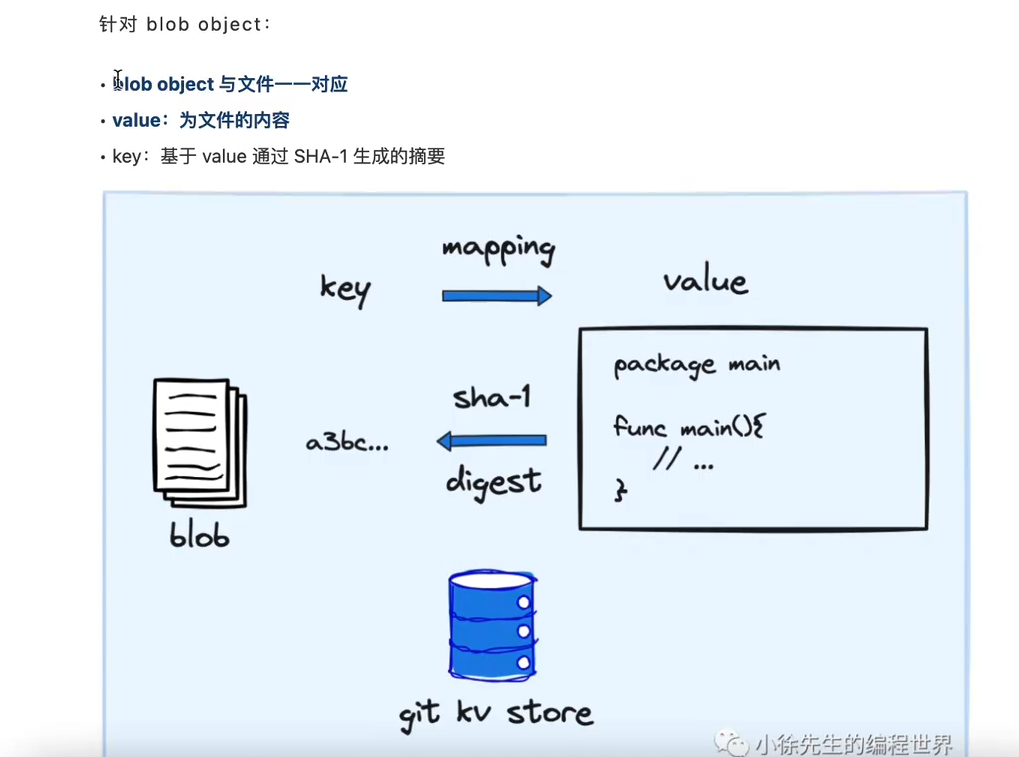 针对 blob object：
• blob object 与文件一一对应
• value：为文件的内容
• key：基于 value 通过 SHA-1 生成的摘要
mapping
key
value
package main
sha-1
func main(){
a3bc...
// ...
digest
}
blob
git kv store
小徐先生的编程世界